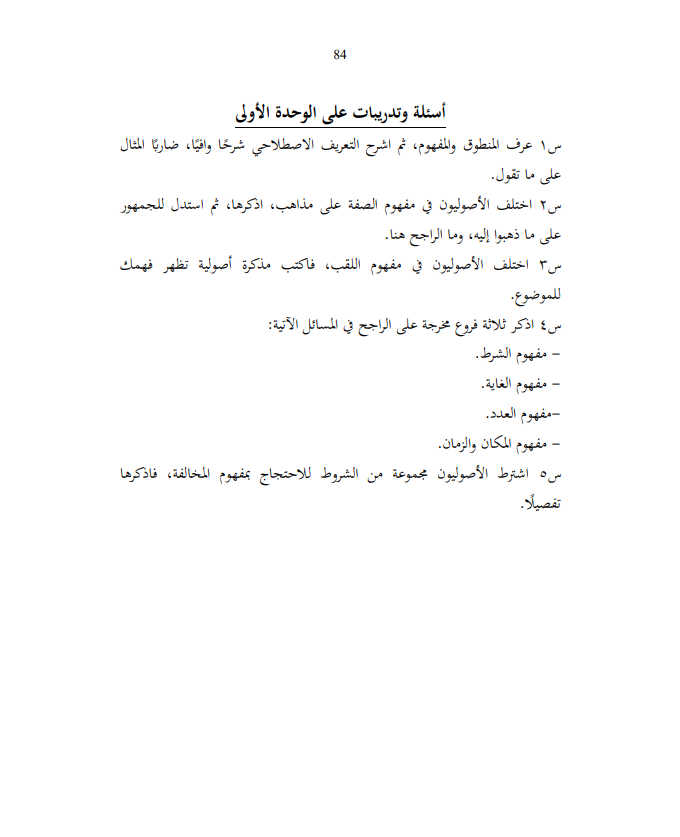 84
أسئلة وتدريبات على الوحدة الأولى
س١ عرف المنطوق والمفهوم، ثم اشرح التعريف الاصطلاحي شرحًا وافيًا، ضاربًا المثال
على ما تقول.
س٢ اختلف الأصوليون في مفهوم الصفة على مذاهب، اذكرها، ثم استدل للجمهور
على ما ذهبوا إليه، وما الراجح هنا.
س٣ اختلف الأصوليون في مفهوم اللقب، فاكتب مذكرة أصولية تظهر فهمك
للموضوع.
س٤ اذكر ثلاثة فروع مخرجة على الراجح في المسائل الآتية:
– مفهوم الشرط.
– مفهوم الغاية.
–مفهوم العدد.
– مفهوم المكان والزمان.
س٥ اشترط الأصوليون مجموعة من الشروط للاحتجاج بمفهوم المخالفة، فاذكرها
تفصيلًا.